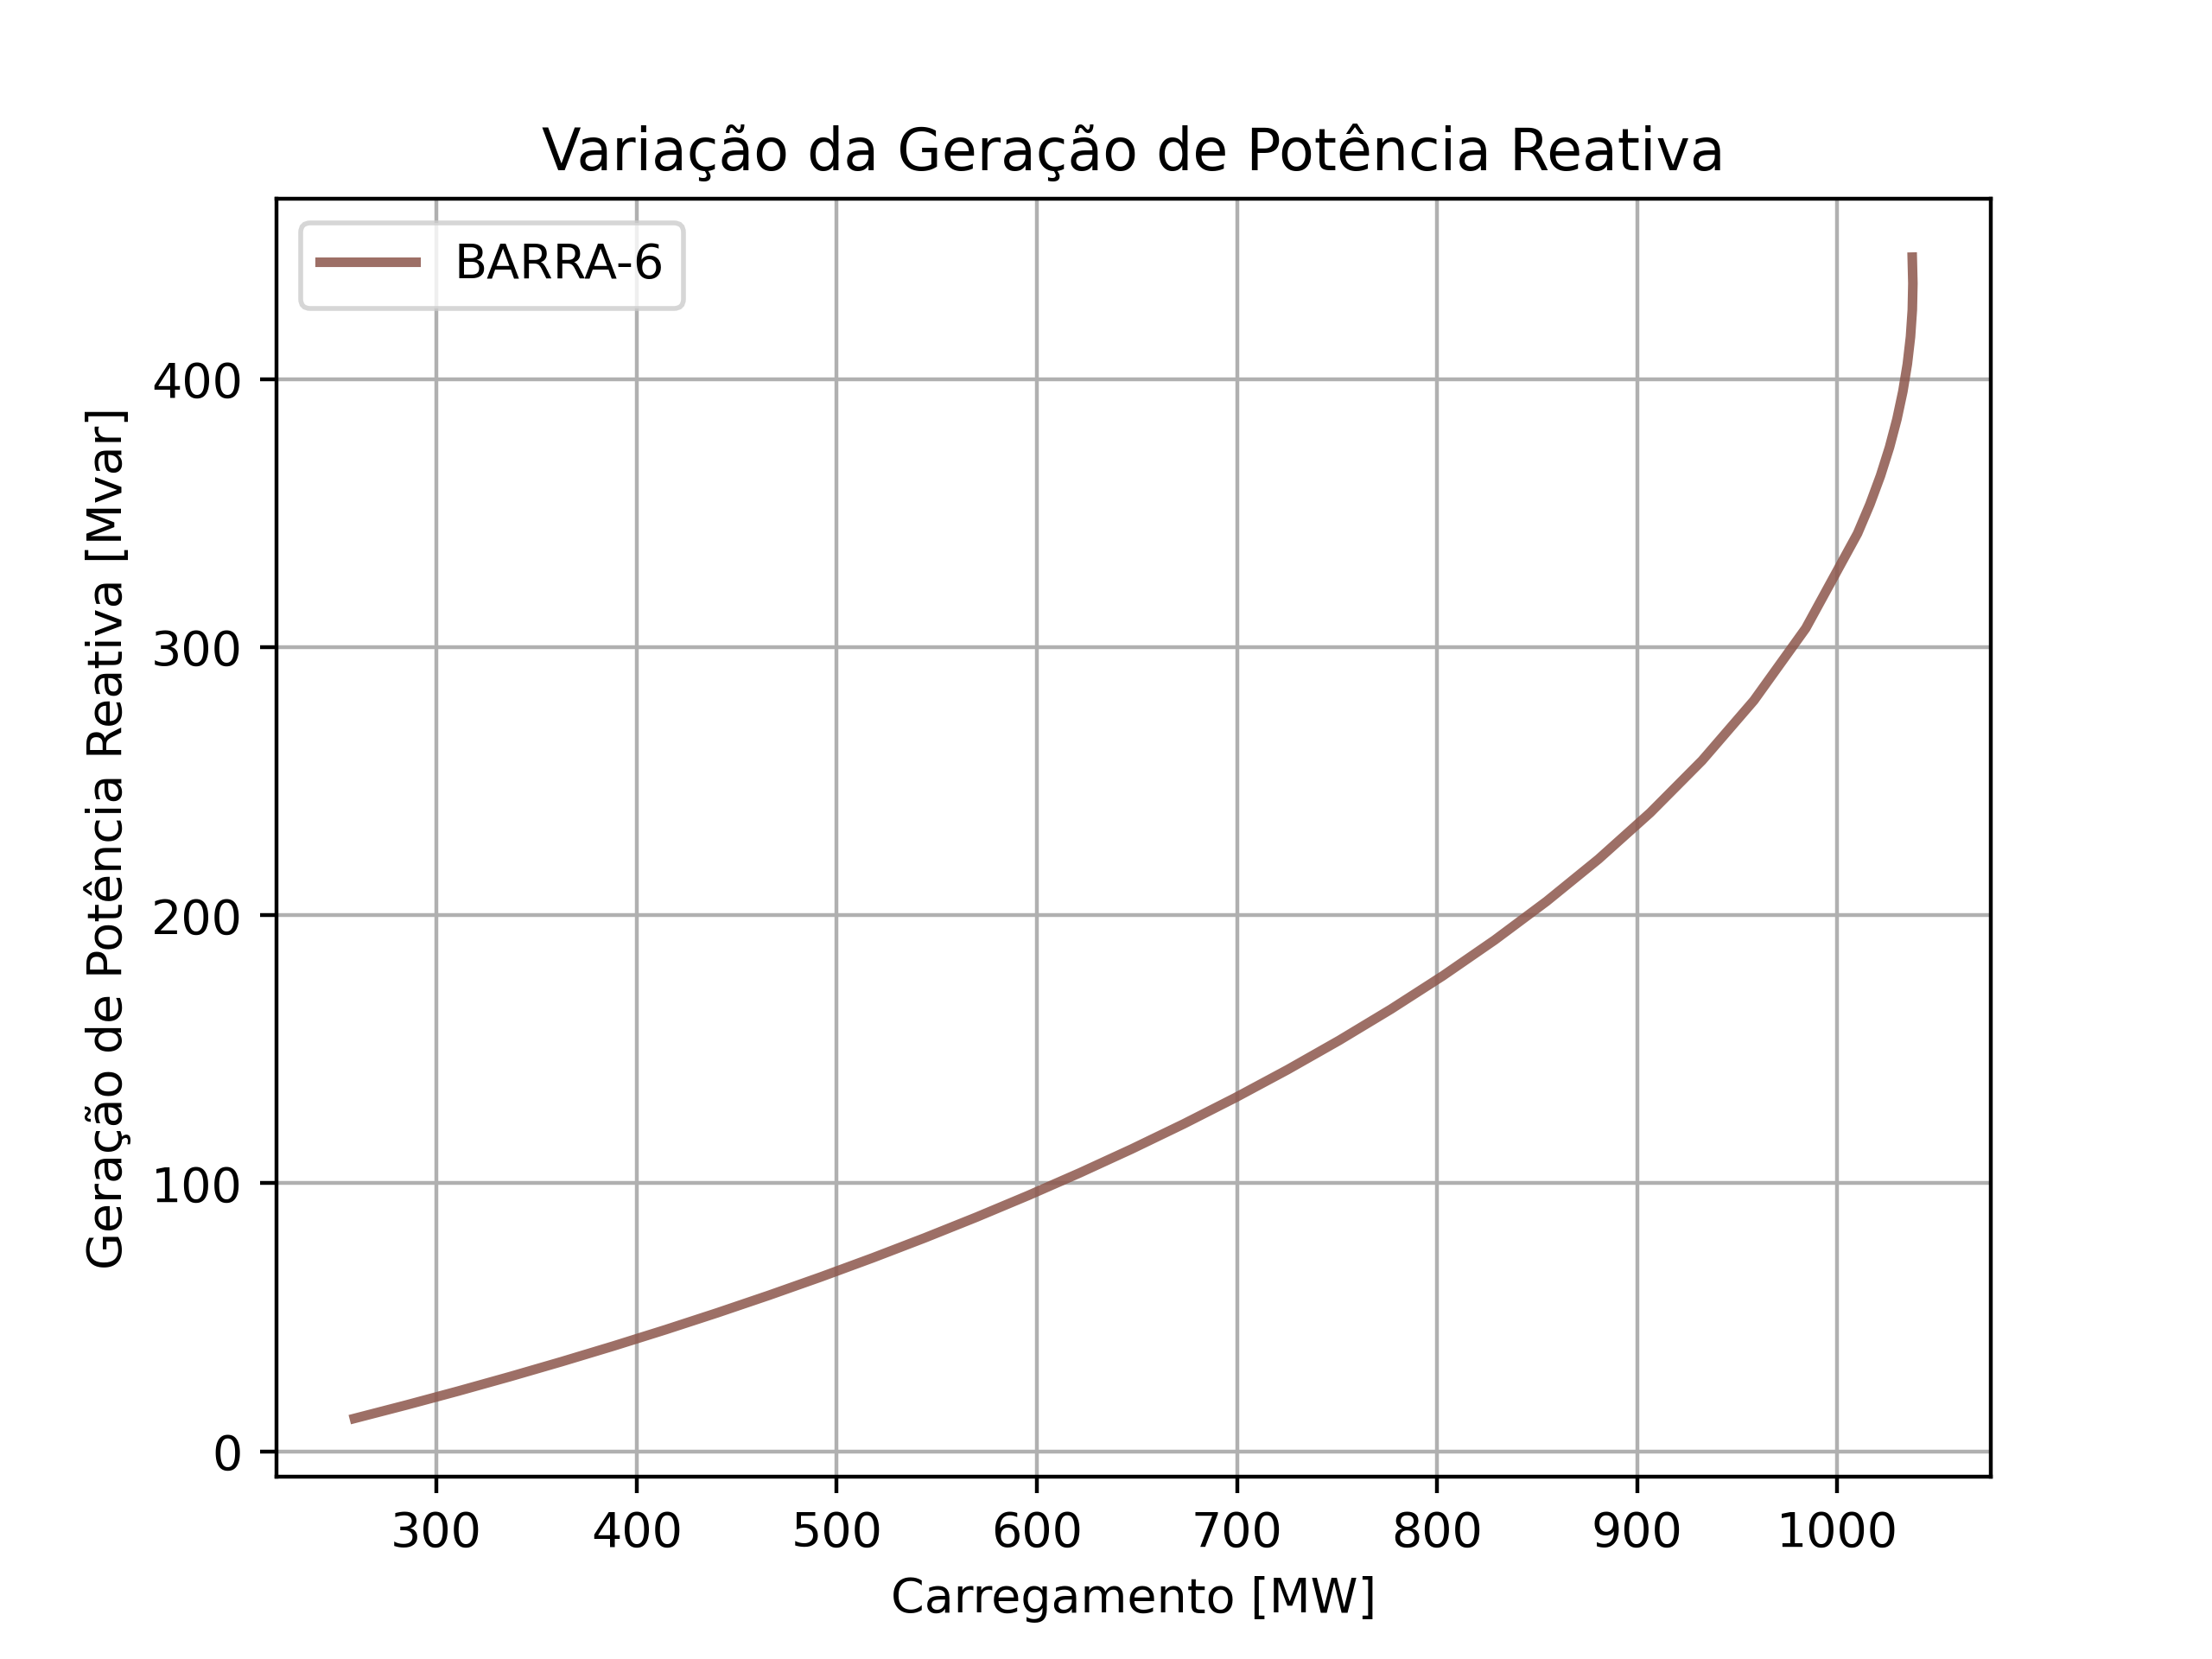 Variação da Geração de Potência Reativa
BARRA-6
Geração de Potência Reativa [Mvar]
400
300
200
100
0
300 400 500 600 700 800 900 1000
Carregamento [MW]